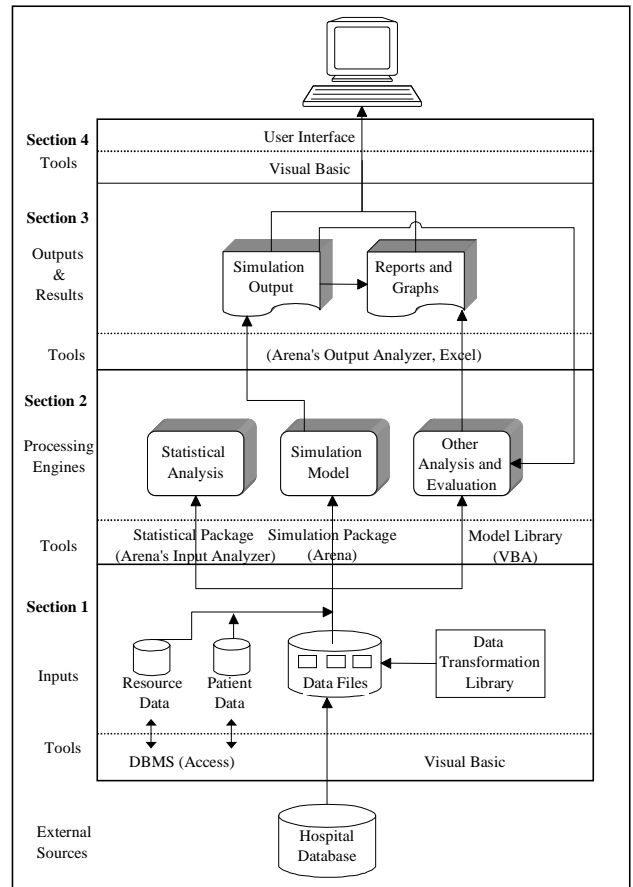 Section 4
User Interface
Tools
Visual Basic
Section 3
Outputs
&
Results
Simulation
Output
Reports and
Graphs
Tools
(Arena's Output Analyzer, Excel)
Section 2
Processing
Engines
Statistical
Analysis
Simulation
Model
Other
Analysis and
Evaluation
Tools
Statistical Package
(Arena's Input Analyzer)
Simulation Package
(Arena)
Model Library
(VBA)
Section 1
Inputs
Resource
Data
Patient
Data
Data Files
Data
Transformation
Library
Tools
DBMS (Access)
Visual Basic
External
Sources
Hospital
Database